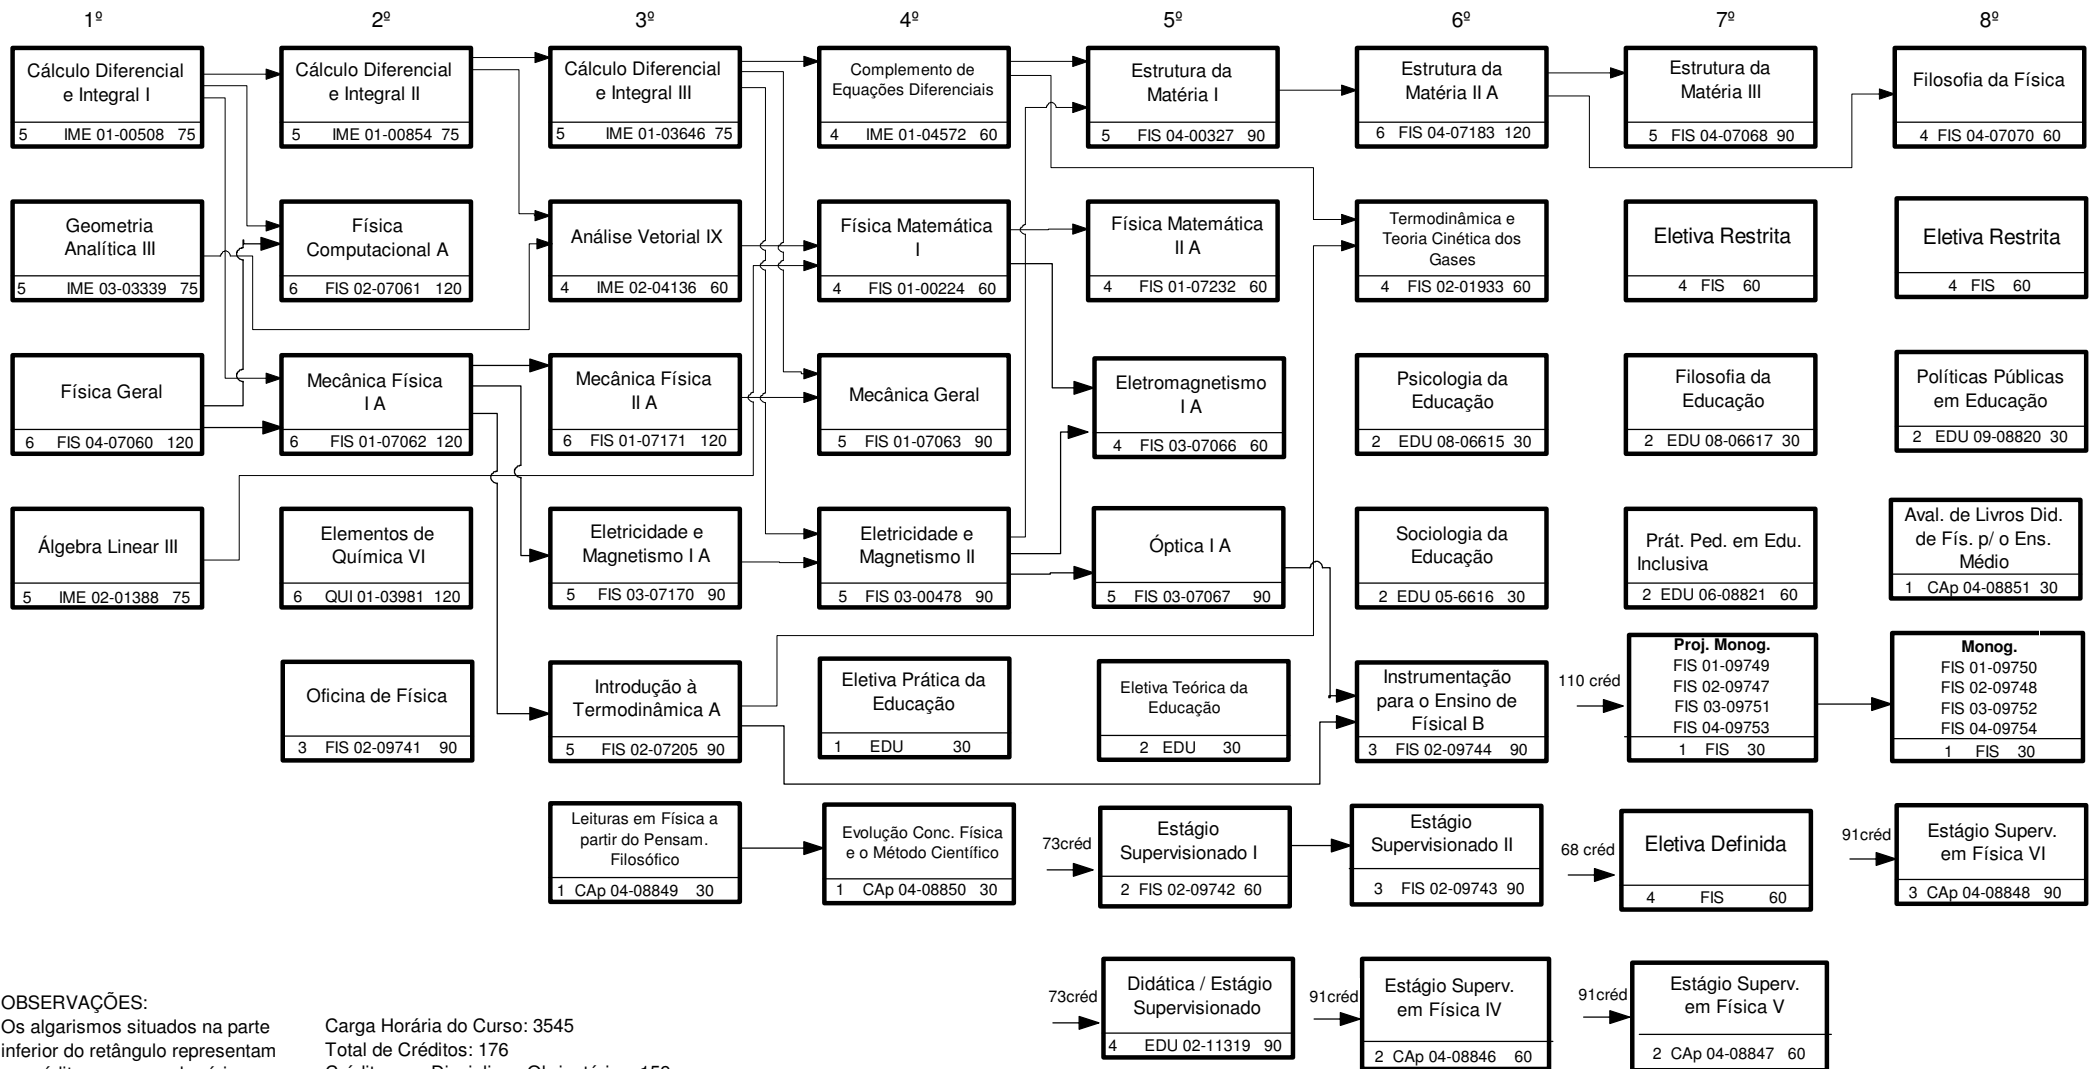 1º
2º
3º
4º
5º
6º
7º
8º
Cálculo Diferencial
e Integral I
5 IME 01-00508 75
Cálculo Diferencial
e Integral II
5 IME 01-00854 75
Cálculo Diferencial
e Integral III
5 IME 01-03646 75
Complemento de
Equações Diferenciais
4 IME 01-04572 60
Estrutura da
Matéria I
5 FIS 04-00327 90
Estrutura da
Matéria II A
6 FIS 04-07183 120
Estrutura da
Matéria III
5 FIS 04-07068 90
Filosofia da Física
4 FIS 04-07070 60
Geometria
Analítica III
5 IME 03-03339 75
Física
Computacional A
6 FIS 02-07061 120
Análise Vetorial IX
4 IME 02-04136 60
Física Matemática
I
4 FIS 01-00224 60
Física Matemática
II A
4 FIS 01-07232 60
Termodinâmica e
Teoria Cinética dos
Gases
4 FIS 02-01933 60
Eletiva Restrita
4 FIS 60
Eletiva Restrita
4 FIS 60
Física Geral
6 FIS 04-07060 120
Mecânica Física
I A
6 FIS 01-07062 120
Mecânica Física
II A
6 FIS 01-07171 120
Mecânica Geral
5 FIS 01-07063 90
Eletromagnetismo
I A
4 FIS 03-07066 60
Psicologia da
Educação
2 EDU 08-06615 30
Filosofia da
Educação
2 EDU 08-06617 30
Políticas Públicas
em Educação
2 EDU 09-08820 30
Álgebra Linear III
5 IME 02-01388 75
Elementos de
Química VI
6 QUI 01-03981 120
Eletricidade e
Magnetismo I A
5 FIS 03-07170 90
Eletricidade e
Magnetismo II
5 FIS 03-00478 90
Óptica I A
5 FIS 03-07067 90
Sociologia da
Educação
2 EDU 05-6616 30
Prát. Ped. em Edu.
Inclusiva
2 EDU 06-08821 60
Aval. de Livros Did.
de Fís. p/ o Ens.
Médio
1 CAp 04-08851 30
Oficina de Física
3 FIS 02-09741 90
Introdução à
Termodinâmica A
5 FIS 02-07205 90
Eletiva Prática da
Educação
1 EDU 30
Eletiva Teórica da
Educação
2 EDU 30
Instrumentação
para o Ensino de
Físical B
3 FIS 02-09744 90
110 créd
Proj. Monog.
FIS 01-09749
FIS 02-09747
FIS 03-09751
FIS 04-09753
1 FIS 30
Monog.
FIS 01-09750
FIS 02-09748
FIS 03-09752
FIS 04-09754
1 FIS 30
Leituras em Física a
partir do Pensam.
Filosófico
1 CAp 04-08849 30
Evolução Conc. Física
e o Método Científico
1 CAp 04-08850 30
73créd
Estágio
Supervisionado I
2 FIS 02-09742 60
Estágio
Supervisionado II
3 FIS 02-09743 90
68 créd
Eletiva Definida
4 FIS 60
91créd
Estágio Superv.
em Física VI
3 CAp 04-08848 90
73créd
Didática / Estágio
Supervisionado
4 EDU 02-11319 90
91créd
Estágio Superv.
em Física IV
2 CAp 04-08846 60
91créd
Estágio Superv.
em Física V
2 CAp 04-08847 60
OBSERVAÇÕES:
Os algarismos situados na parte
inferior do retângulo representam
Carga Horária do Curso: 3545
Total de Créditos: 176